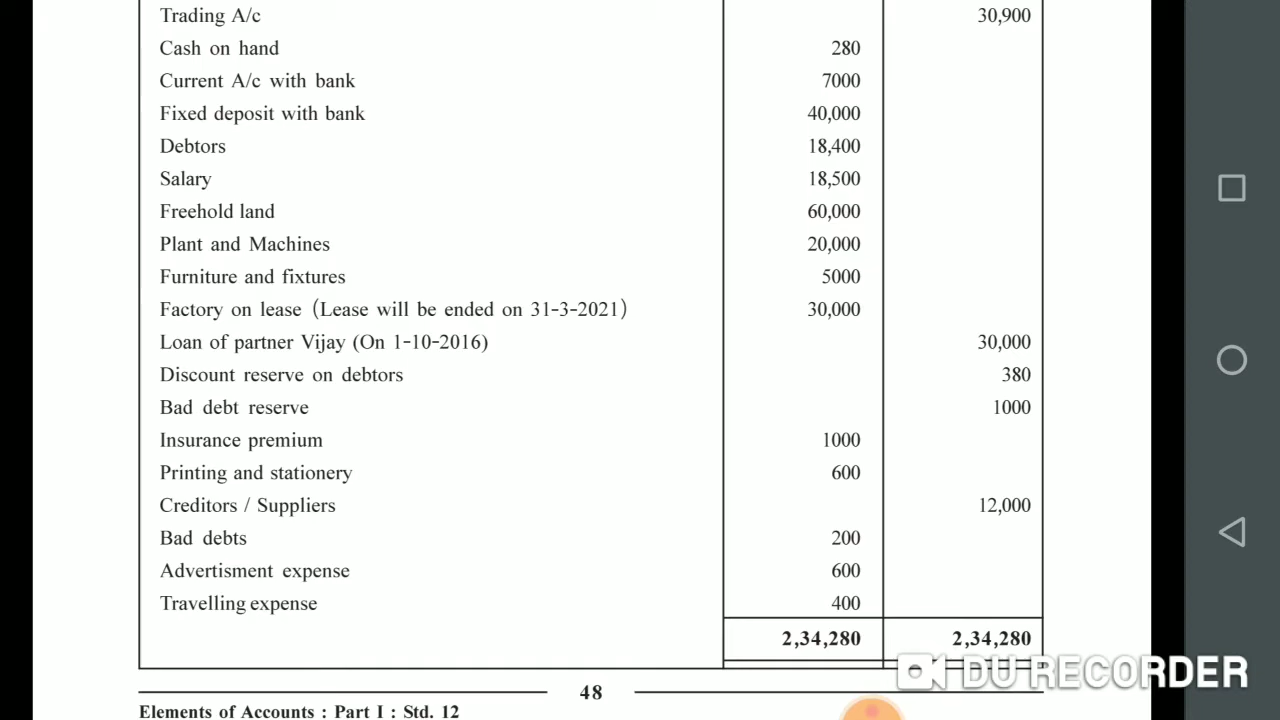 Trading A/c 30,900
Cash on hand 280
Current A/c with bank 7000
Fixed deposit with bank 40,000
Debtors 18,400
Salary 18,500
Freehold land 60,000
Plant and Machines 20,000
Furniture and fixtures 5000
Factory on lease (Lease will be ended on 31-3-2021) 30,000
Loan of partner Vijay (On 1-10-2016) 30,000
Discount reserve on debtors 380
Bad debt reserve 1000
Insurance premium 1000
Printing and stationery 600
Creditors / Suppliers 12,000
Bad debts 200
Advertisment expense 600
Travelling expense 400
2,34,280 2,34,280
DU RECORDER
48
Elements of Accounts : Part I : Std. 12